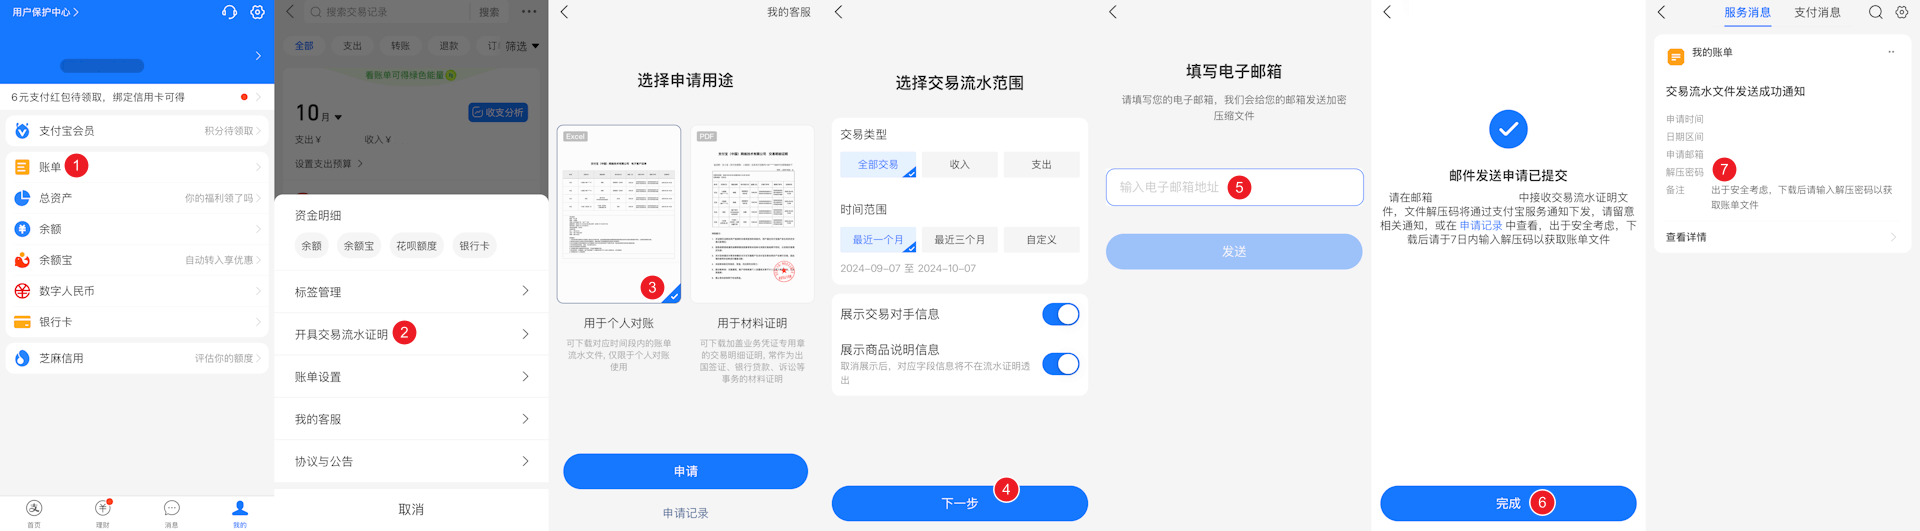 用户保护中心
6元支付红包待领取，绑定信用卡可得
支付宝会员
积分待领取
账单
1
总资产
你的福利领了吗
余额
余额宝
自动转入享优惠
数字人民币
银行卡
芝麻信用
评估你的额度
首页
理财
消息
我的
搜索交易记录
搜索
全部
支出
转账
退款
订
筛选
看账单可得绿色能量
10月
收支分析
支出 ¥
收入 ¥
设置支出预算
资金明细
余额
余额宝
花呗额度
银行卡
标签管理
开具交易流水证明
2
账单设置
我的客服
协议与公告
取消
我的客服
选择申请用途
Excel
PDF
3
用于个人对账
可下载对应时间段内的账单
流水文件, 仅限于个人对账
使用
用于材料证明
可下载加盖业务凭证专用章
的交易明细证明, 常作为出
国签证、银行贷款、诉讼等
事务的材料证明
申请
申请记录
选择交易流水范围
交易类型
全部交易
收入
支出
时间范围
最近一个月
最近三个月
自定义
2024-09-07 至 2024-10-07
展示交易对手信息
展示商品说明信息
取消展示后，对应字段信息将不在流水证明透
出
下一步
4
填写电子邮箱
请填写您的电子邮箱，我们会给您的邮箱发送加密
压缩文件
输入电子邮箱地址
5
发送
邮件发送申请已提交
请在邮箱 中接收交易流水证明文
件，文件解压码将通过支付宝服务通知下发，请留意
相关通知，或在 申请记录 中查看，出于安全考虑，下
载后请于7日内输入解压码以获取账单文件
完成
6
服务消息
支付消息
我的账单
交易流水文件发送成功通知
申请时间
日期区间
申请邮箱
解压密码
7
备注
出于安全考虑，下载后请输入解压密码以获
取账单文件
查看详情